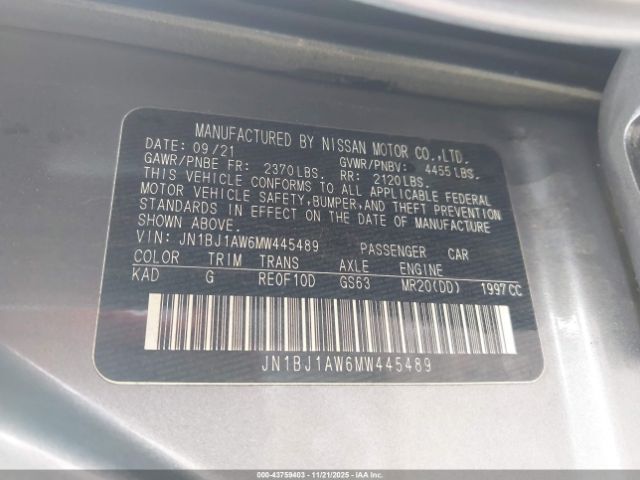 MANUFACTURED BY NISSAN MOTOR CO.,LTD.
DATE: 09/21
GAWR/PNBE FR: 2370LBS. GVWR/PNBV: 4455LBS.
RR: 2120LBS.
THIS VEHICLE CONFORMS TO ALL APPLICABLE FEDERAL
MOTOR VEHICLE SAFETY,BUMPER,AND THEFT PREVENTION
STANDARDS IN EFFECT ON THE DATE OF MANUFACTURE
SHOWN ABOVE.
VIN: JN1BJ1AW6MW445489 PASSENGER CAR
COLOR TRIM TRANS AXLE ENGINE
KAD G RE0F10D GS63 MR20(DD) 1997CC
JN1BJ1AW6MW445489
000-43759403 - 11/21/2025 - IAAI.COM